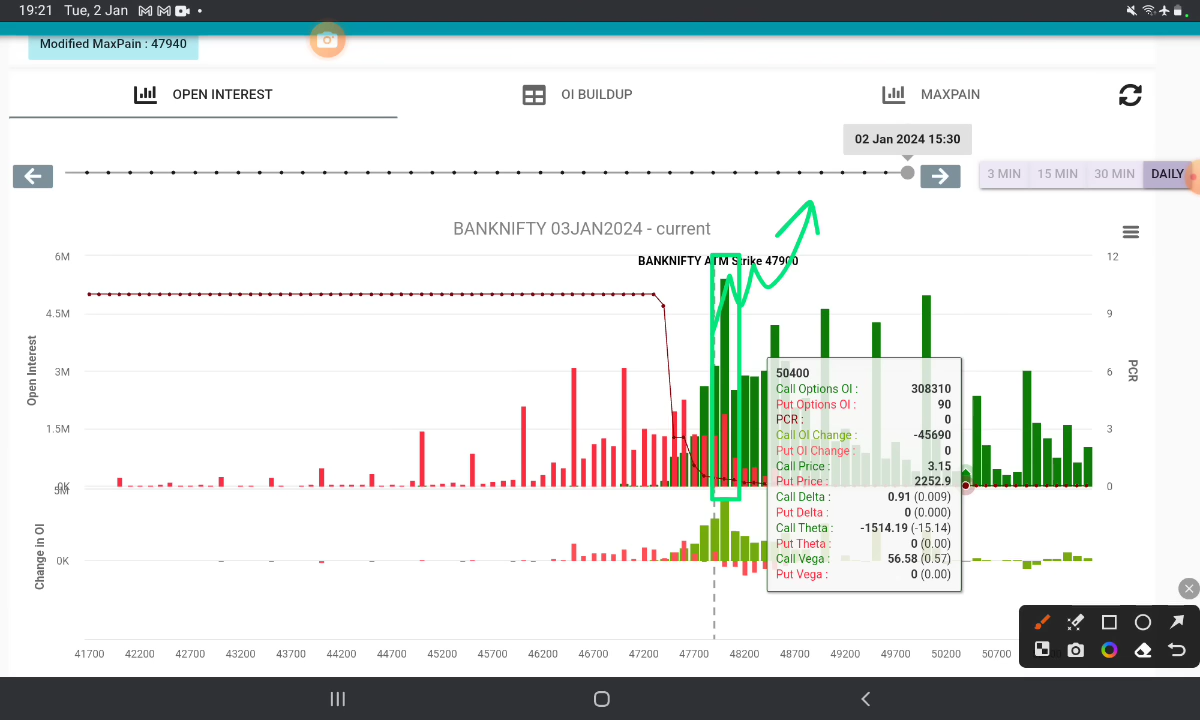 19:21 Tue, 2 Jan
Modified MaxPain : 47940
OPEN INTEREST
OI BUILDUP
MAXPAIN
02 Jan 2024 15:30
3 MIN 15 MIN 30 MIN DAILY
BANKNIFTY 03JAN2024 - current
BANKNIFTY ATM Strike 47900
6M
4.5M
3M
1.5M
0K
Open Interest
12
9
6
3
0
PCR
50400
Call Options OI : 308310
Put Options OI : 90
PCR : 0
Call OI Change : -45690
Put OI Change : 0
Call Price : 3.15
Put Price : 2252.9
Call Delta : 0.91 (0.009)
Put Delta : 0 (0.000)
Call Theta : -1514.19 (-15.14)
Put Theta : 0 (0.00)
Call Vega : 56.58 (0.57)
Put Vega : 0 (0.00)
5M
0K
Change in OI
41700 42200 42700 43200 43700 44200 44700 45200 45700 46200 46700 47200 47700 48200 48700 49200 49700 50200 50700